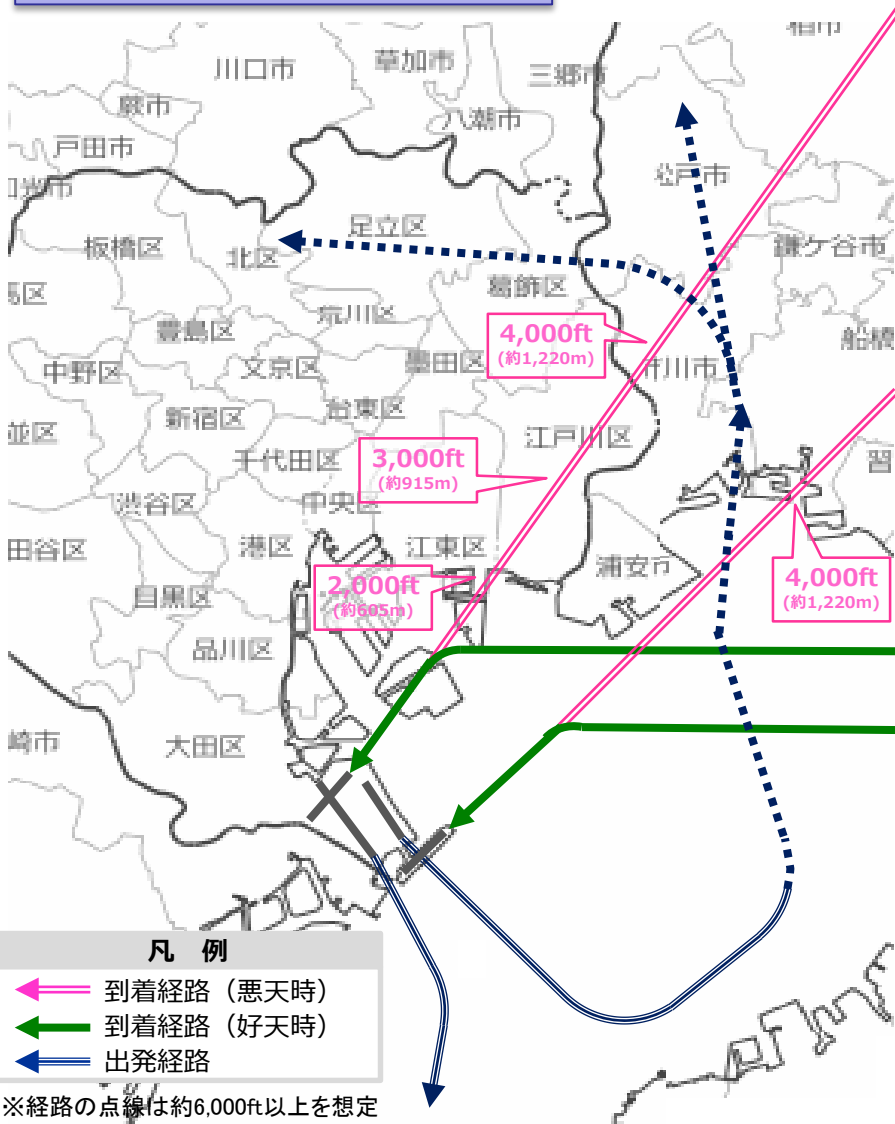 柏市
草加市
川口市
三郷市
蕨市
八潮市
戸田市
松戸市
足立区
板橋区
北区
鎌ケ谷市
葛飾区
馬区
荒川区
豊島区
4,000ft
(約1,220m)
船橋
文京区
墨田区
中野区
市川市
台東区
新宿区
並区
江戸川区
3,000ft
(約915m)
千代田区
習
渋谷区
中央区
田谷区
港区
江東区
浦安市
4,000ft
(約1,220m)
2,000ft
(約605m)
目黒区
品川区
崎市
大田区
凡 例
到着経路（悪天時）
到着経路（好天時）
出発経路
※経路の点線は約6,000ft以上を想定